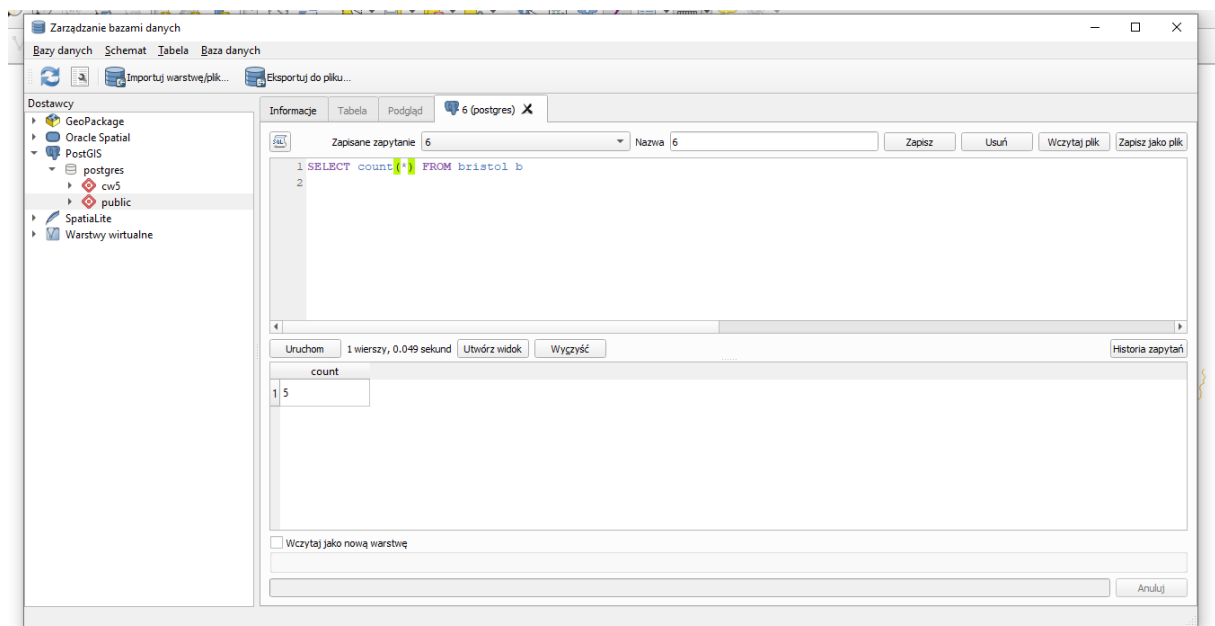 Zarządzanie bazami danych
Bazy danych Schemat Tabela Baza danych
Importuj warstwę/plik... Eksportuj do pliku...
Dostawcy
GeoPackage
Oracle Spatial
PostGIS
postgres
cw5
public
SpatiaLite
Warstwy wirtualne
Informacje Tabela Podgląd 6 (postgres)
Zapisane zapytanie 6 Nazwa 6 Zapisz Usuń Wczytaj plik Zapisz jako plik
1 SELECT count(*) FROM bristol b
2
Uruchom 1 wierszy, 0.049 sekund Utwórz widok Wyczyść Historia zapytań
count
1 5
Wczytaj jako nową warstwę
Anuluj